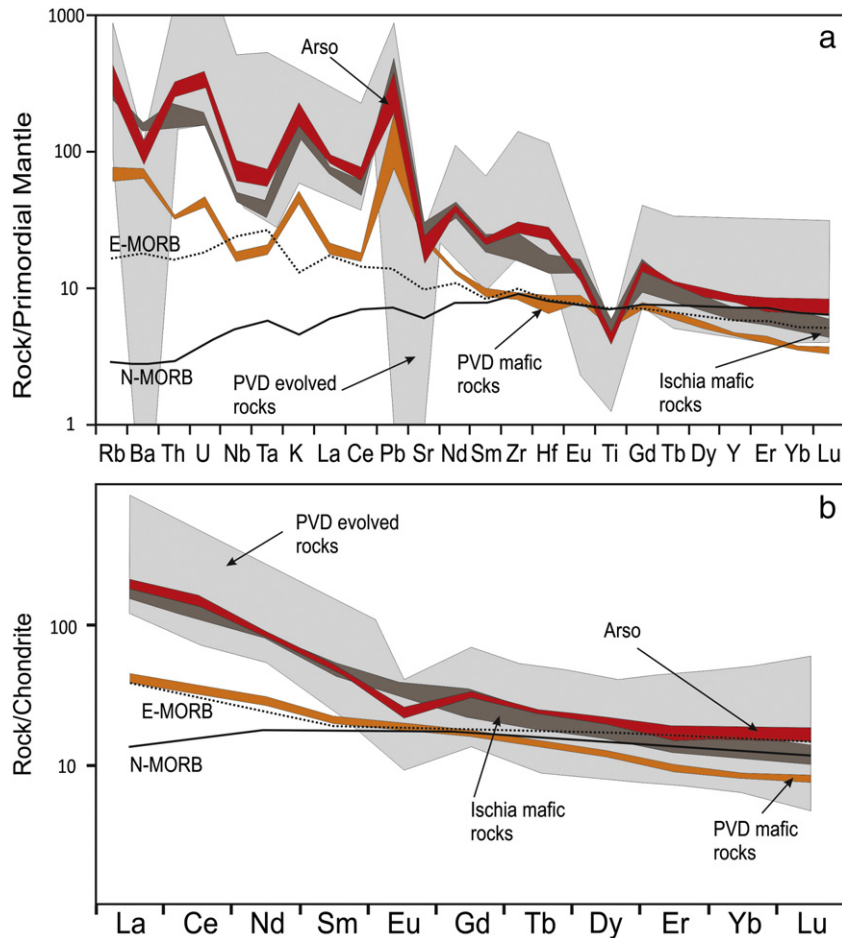 a
1000
100
10
1
Rock/Primordial Mantle
Arso
E-MORB
N-MORB
PVD evolved
rocks
PVD mafic
rocks
Ischia mafic
rocks
Rb Ba Th U Nb Ta K La Ce Pb Sr Nd Sm Zr Hf Eu Ti Gd Tb Dy Y Er Yb Lu
b
100
10
Rock/Chondrite
PVD evolved
rocks
Arso
E-MORB
N-MORB
Ischia mafic
rocks
PVD mafic
rocks
La Ce Nd Sm Eu Gd Tb Dy Er Yb Lu